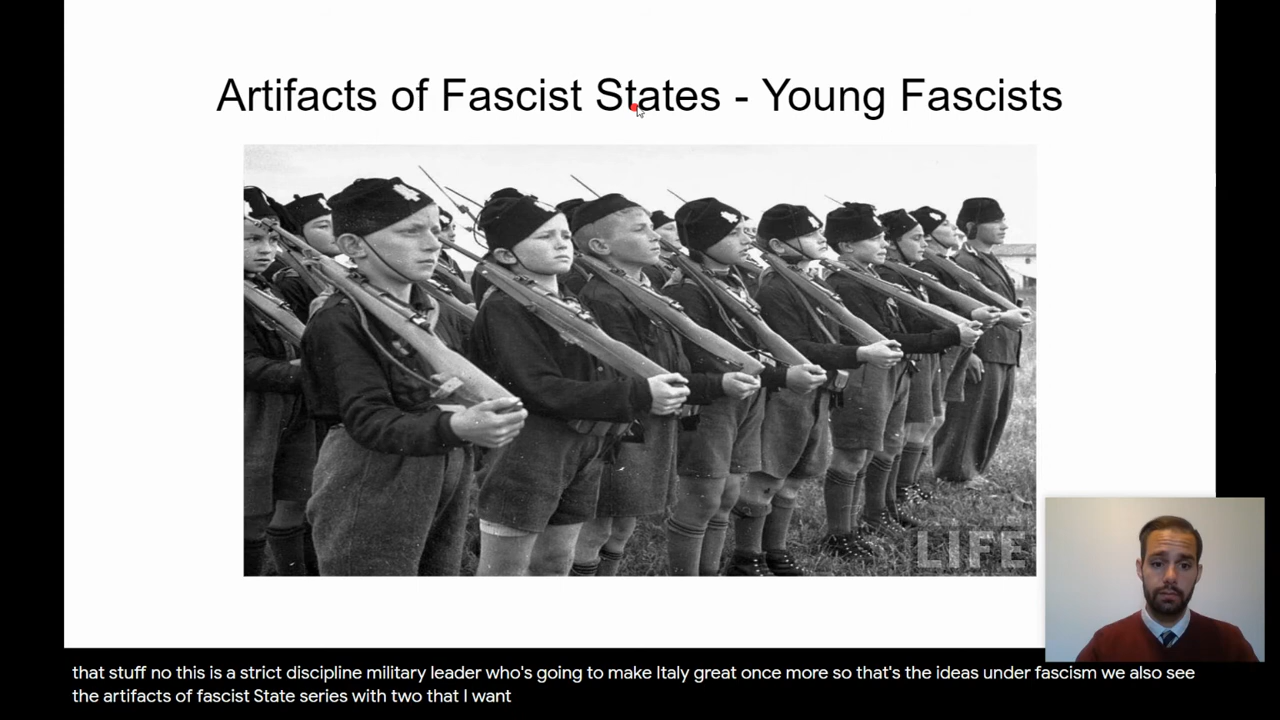 Artifacts of Fascist States - Young Fascists
LIFE
that stuff no this is a strict discipline military leader who's going to make Italy great once more so that's the ideas under fascism we also see
the artifacts of fascist State series with two that I want